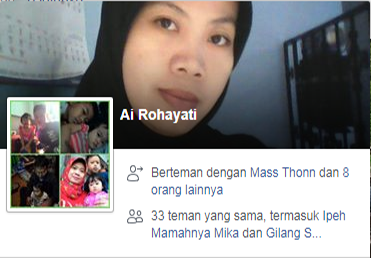 Ai Rohayati
Berteman dengan Mass Thonn dan 8
orang lainnya
33 teman yang sama, termasuk Ipeh
Mamahnya Mika dan Gilang S...